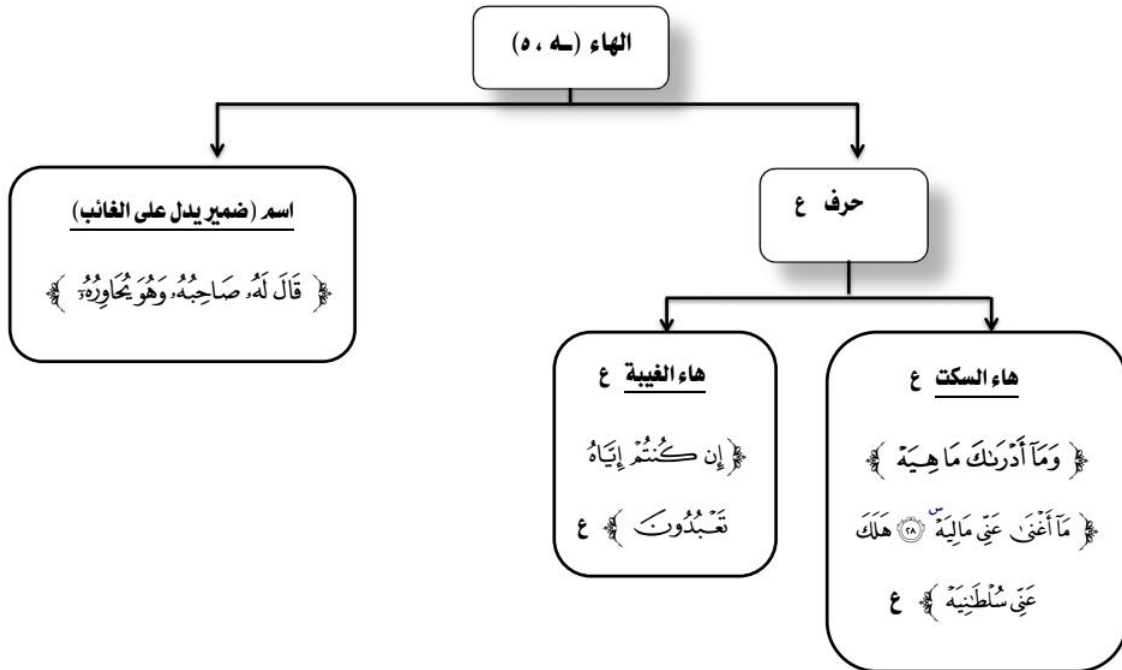 الهاء (ـه ، ه)
حرف ع
اسم (ضمير يدل على الغائب)
﴿ قَالَ لَهُۥ صَاحِبُهُۥ وَهُوَ يُحَاوِرُهُۥٓ ﴾
هاء السكت ع
﴿ وَمَآ أَدْرَىٰكَ مَا هِيَهْ ﴾
﴿ مَآ أَغْنَىٰ عَنِّى مَالِيَهْۜ ۝٢٨ هَلَكَ
عَنِّى سُلْطَٰنِيَهْ ﴾ ع
هاء الغيبة ع
﴿ إِن كُنتُمْ إِيَّاهُ
تَعْبُدُونَ ﴾ ع